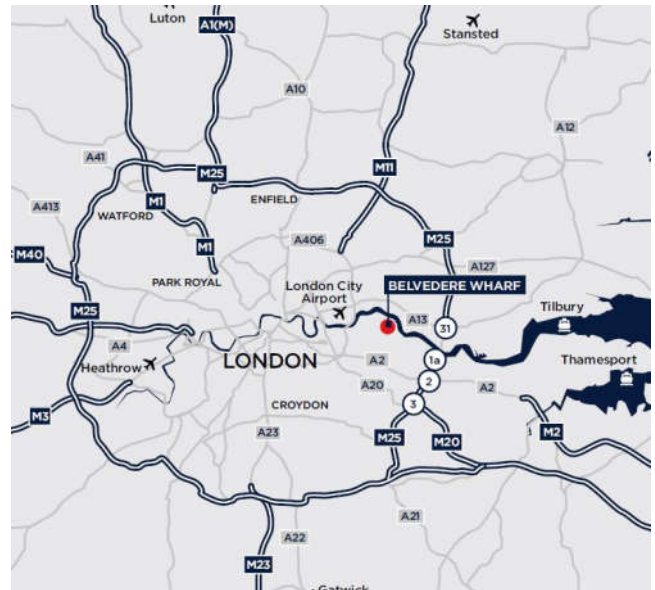 Luton
A1(M)
Stansted
A10
A12
A41
M25
M11
A413
M1
ENFIELD
WATFORD
M1
A406
M25
M40
A127
PARK ROYAL
London City
Airport
BELVEDERE WHARF
M25
A13
31
Tilbury
A4
Heathrow
LONDON
A2
1a
Thamesport
A20
2
A2
M3
CROYDON
3
A23
M25
M20
M2
A21
A22
M23
Gatwick